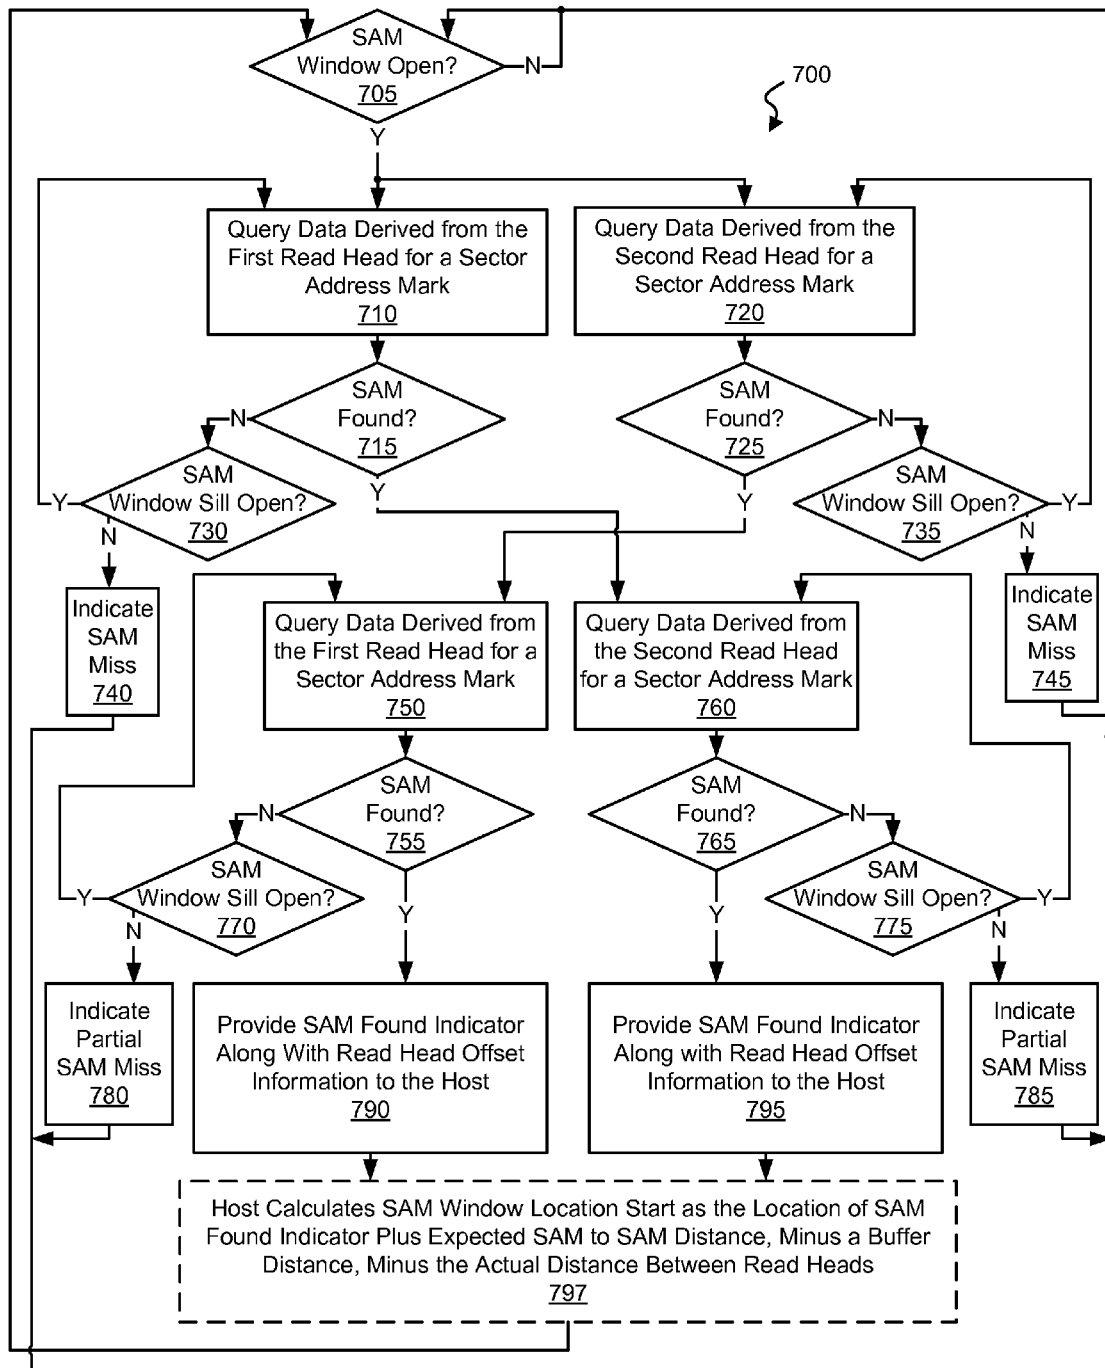 SAM
Window Open?
705
N
700
Y
Query Data Derived from the
First Read Head for a Sector
Address Mark
710
Query Data Derived from the
Second Read Head for a
Sector Address Mark
720
SAM
Found?
715
N
Y
SAM
Found?
725
N
Y
SAM
Window Sill Open?
730
Y
N
SAM
Window Sill Open?
735
Y
N
Indicate
SAM
Miss
740
Query Data Derived from
the First Read Head for a
Sector Address Mark
750
Query Data Derived from
the Second Read Head
for a Sector Address Mark
760
Indicate
SAM
Miss
745
SAM
Found?
755
N
Y
SAM
Found?
765
N
Y
SAM
Window Sill Open?
770
Y
N
SAM
Window Sill Open?
775
Y
N
Indicate
Partial
SAM Miss
780
Provide SAM Found Indicator
Along With Read Head Offset
Information to the Host
790
Provide SAM Found Indicator
Along with Read Head Offset
Information to the Host
795
Indicate
Partial
SAM Miss
785
Host Calculates SAM Window Location Start as the Location of SAM
Found Indicator Plus Expected SAM to SAM Distance, Minus a Buffer
Distance, Minus the Actual Distance Between Read Heads
797